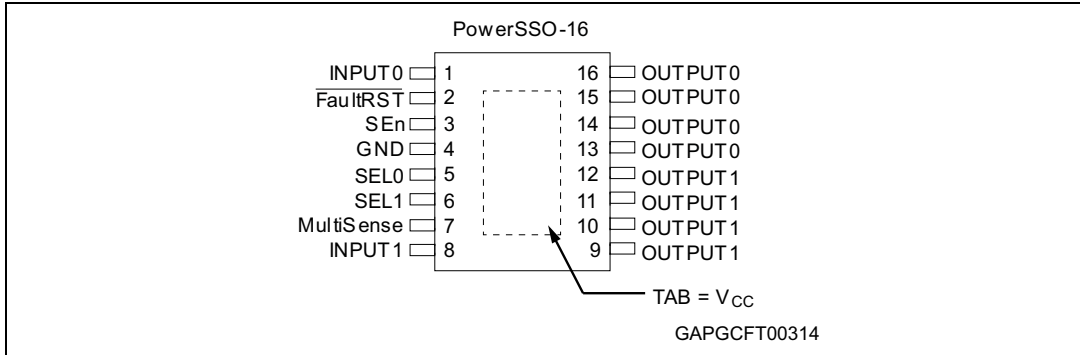 PowerSSO-16
INPUT0 1 16 OUTPUT0
FaultRST 2 15 OUTPUT0
SEn 3 14 OUTPUT0
GND 4 13 OUTPUT0
SEL0 5 12 OUTPUT1
SEL1 6 11 OUTPUT1
MultiSense 7 10 OUTPUT1
INPUT1 8 9 OUTPUT1
TAB = VCC
GAPGCFT00314